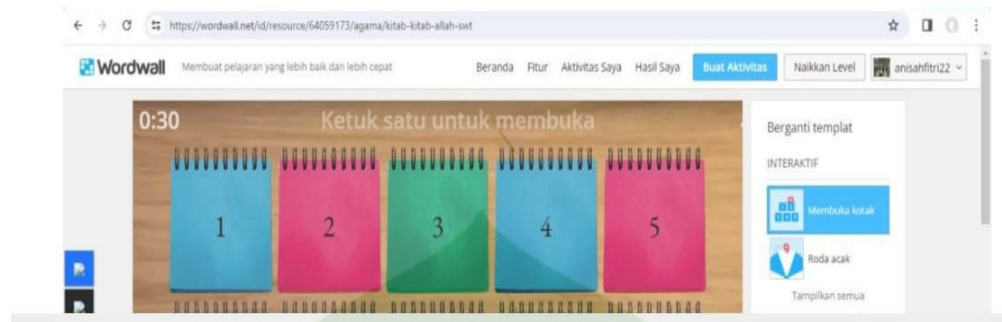 https://wordwall.net/id/resource/64059173/agama/kitab-kitab-allah-swt
Wordwall Membuat pelajaran yang lebih baik dan lebih cepat Beranda Fitur Aktivitas Saya Hasil Saya Buat Aktivitas Naikkan Level anisahfitri22
0:30 Ketuk satu untuk membuka
1 2 3 4 5
Berganti templat
INTERAKTIF
Membuka kotak
Roda acak
Tampilkan semua